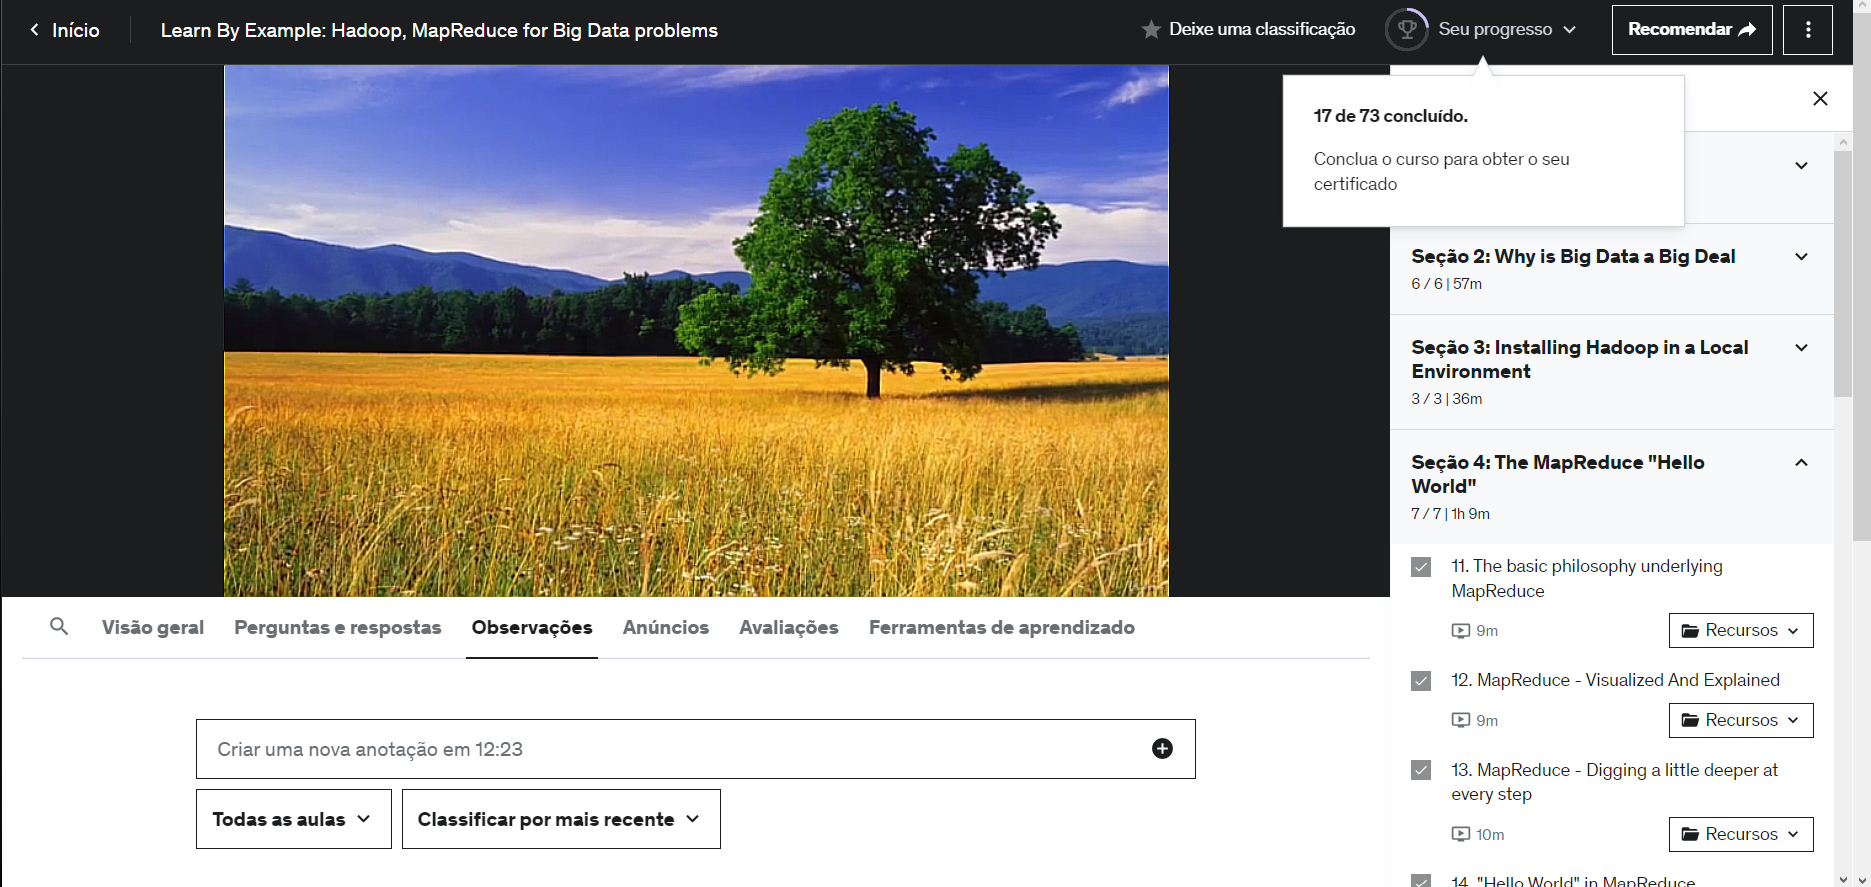 Início
Learn By Example: Hadoop, MapReduce for Big Data problems
Deixe uma classificação
Seu progresso
Recomendar
17 de 73 concluído.
Conclua o curso para obter o seu
certificado
Seção 2: Why is Big Data a Big Deal
6 / 6 | 57m
Seção 3: Installing Hadoop in a Local
Environment
3 / 3 | 36m
Seção 4: The MapReduce "Hello
World"
7 / 7 | 1h 9m
11. The basic philosophy underlying
MapReduce
9m
Recursos
12. MapReduce - Visualized And Explained
9m
Recursos
13. MapReduce - Digging a little deeper at
every step
10m
Recursos
14. "Hello World" in MapReduce
Visão geral
Perguntas e respostas
Observações
Anúncios
Avaliações
Ferramentas de aprendizado
Criar uma nova anotação em 12:23
Todas as aulas
Classificar por mais recente